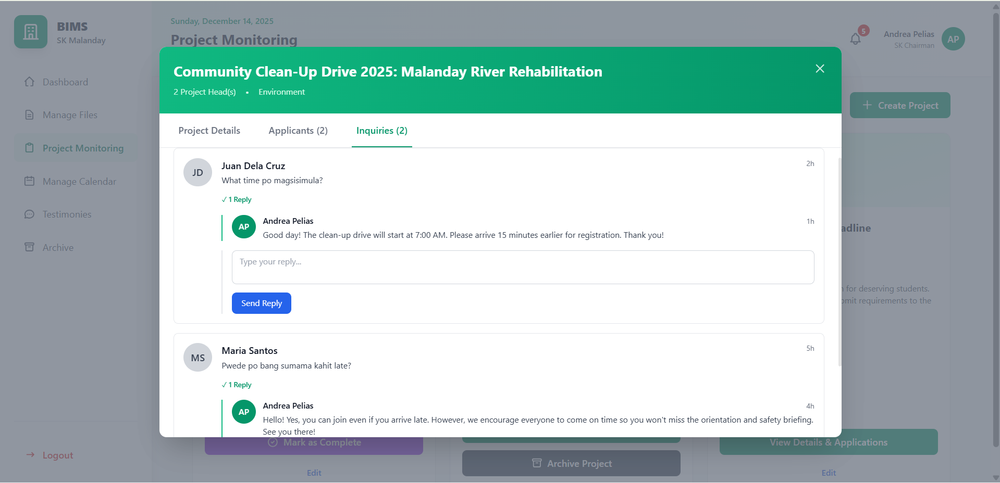 BIMS
SK Malanday
Dashboard
Manage Files
Project Monitoring
Manage Calendar
Testimonies
Archive
Logout
Sunday, December 14, 2025
Project Monitoring
5
Andrea Pelias
SK Chairman
AP
Create Project
Community Clean-Up Drive 2025: Malanday River Rehabilitation
2 Project Head(s) • Environment
Project Details
Applicants (2)
Inquiries (2)
JD
Juan Dela Cruz
2h
What time po magsisimula?
✓ 1 Reply
AP
Andrea Pelias
1h
Good day! The clean-up drive will start at 7:00 AM. Please arrive 15 minutes earlier for registration. Thank you!
Type your reply...
Send Reply
MS
Maria Santos
5h
Pwede po bang sumama kahit late?
✓ 1 Reply
AP
Andrea Pelias
4h
Hello! Yes, you can join even if you arrive late. However, we encourage everyone to come on time so you won't miss the orientation and safety briefing.
See you there!
for deserving students.
requirements to the
Mark as Complete
Edit
Archive Project
View Details & Applications
Edit